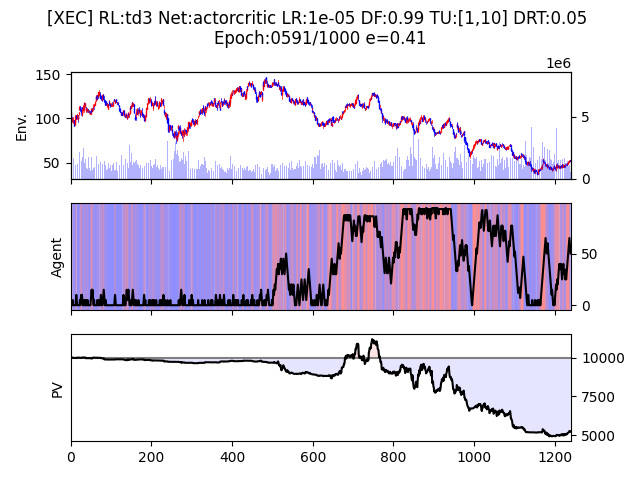 [XEC] RL:td3 Net:actorcritic LR:1e-05 DF:0.99 TU:[1,10] DRT:0.05
Epoch:0591/1000 e=0.41
1e6
150
100
50
Env.
5
0
Agent
50
0
PV
10000
7500
5000
0 200 400 600 800 1000 1200